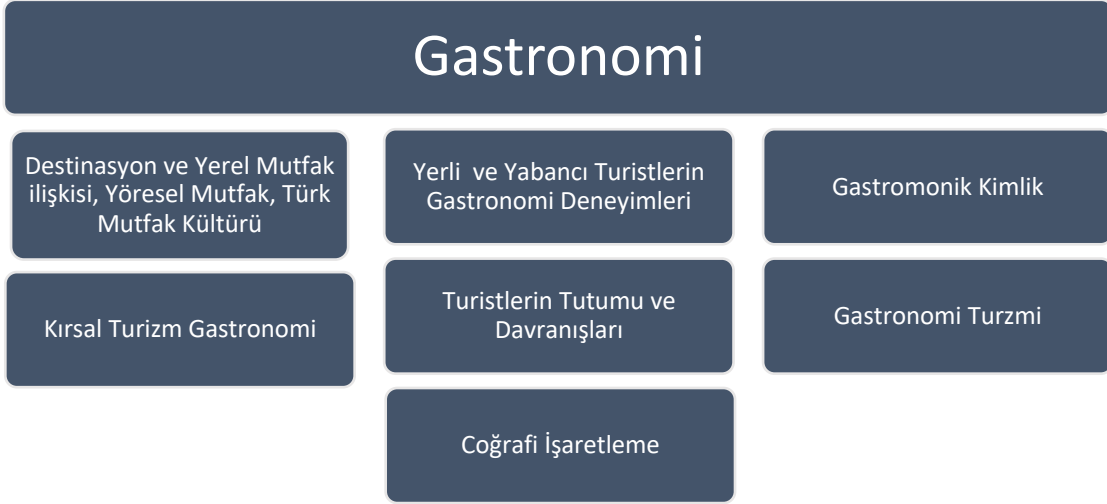 Gastronomi
Destinasyon ve Yerel Mutfak
ilişkisi, Yöresel Mutfak, Türk
Mutfak Kültürü
Yerli ve Yabancı Turistlerin
Gastronomi Deneyimleri
Gastromonik Kimlik
Kırsal Turizm Gastronomi
Turistlerin Tutumu ve
Davranışları
Gastronomi Turzmi
Coğrafi İşaretleme